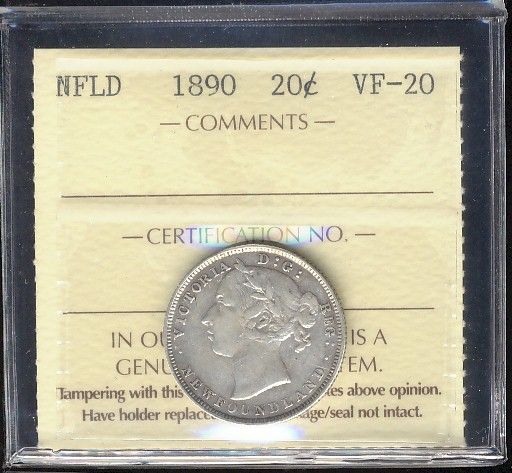 NFLD 1890 20¢ VF-20
— COMMENTS —
— CERTIFICATION NO. —
VICTORIA D:G: REG:
· NEWFOUNDLAND ·
IN OU IS A
GENU EM.
Tampering with this es above opinion.
Have holder replac age/seal not intact.